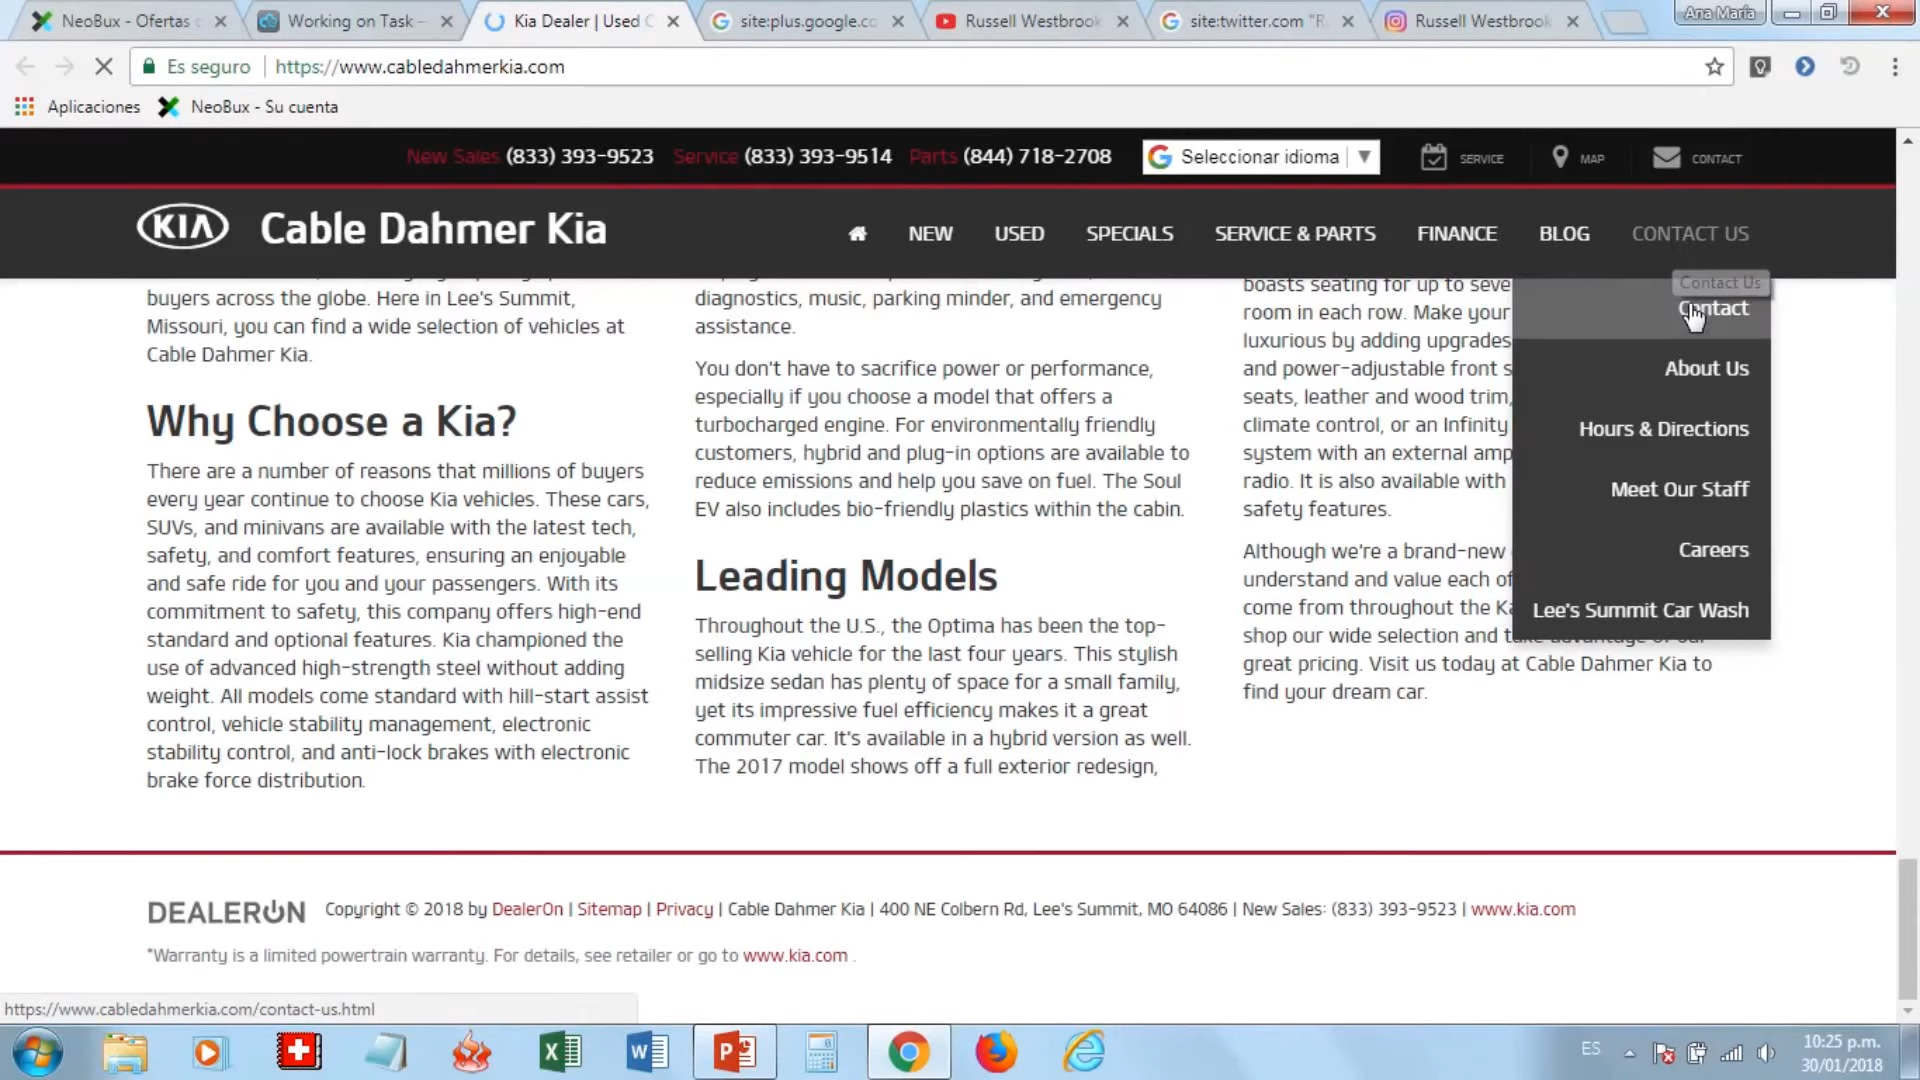 NeoBux - Ofertas
Working on Task -
Kia Dealer | Used C
site:plus.google.co
Russell Westbrook
site:twitter.com "R
Russell Westbrook
Ana María
Es seguro
https://www.cabledahmerkia.com
Aplicaciones
NeoBux - Su cuenta
New Sales (833) 393-9523
Service (833) 393-9514
Parts (844) 718-2708
Seleccionar idioma
SERVICE
MAP
CONTACT
KIA
Cable Dahmer Kia
NEW
USED
SPECIALS
SERVICE & PARTS
FINANCE
BLOG
CONTACT US
Contact Us
Contact
About Us
Hours & Directions
Meet Our Staff
Careers
Lee's Summit Car Wash
buyers across the globe. Here in Lee's Summit,
Missouri, you can find a wide selection of vehicles at
Cable Dahmer Kia.
Why Choose a Kia?
There are a number of reasons that millions of buyers
every year continue to choose Kia vehicles. These cars,
SUVs, and minivans are available with the latest tech,
safety, and comfort features, ensuring an enjoyable
and safe ride for you and your passengers. With its
commitment to safety, this company offers high-end
standard and optional features. Kia championed the
use of advanced high-strength steel without adding
weight. All models come standard with hill-start assist
control, vehicle stability management, electronic
stability control, and anti-lock brakes with electronic
brake force distribution.
diagnostics, music, parking minder, and emergency
assistance.
You don't have to sacrifice power or performance,
especially if you choose a model that offers a
turbocharged engine. For environmentally friendly
customers, hybrid and plug-in options are available to
reduce emissions and help you save on fuel. The Soul
EV also includes bio-friendly plastics within the cabin.
Leading Models
Throughout the U.S., the Optima has been the top-
selling Kia vehicle for the last four years. This stylish
midsize sedan has plenty of space for a small family,
yet its impressive fuel efficiency makes it a great
commuter car. It's available in a hybrid version as well.
The 2017 model shows off a full exterior redesign,
boasts seating for up to seve
room in each row. Make your
luxurious by adding upgrades
and power-adjustable front s
seats, leather and wood trim,
climate control, or an Infinity
system with an external amp
radio. It is also available with
safety features.
Although we're a brand-new
understand and value each of
come from throughout the Ka
shop our wide selection and take advantage of our
great pricing. Visit us today at Cable Dahmer Kia to
find your dream car.
DEALERON
Copyright © 2018 by DealerOn | Sitemap | Privacy | Cable Dahmer Kia | 400 NE Colbern Rd, Lee's Summit, MO 64086 | New Sales: (833) 393-9523 | www.kia.com
*Warranty is a limited powertrain warranty. For details, see retailer or go to www.kia.com .
https://www.cabledahmerkia.com/contact-us.html
ES
10:25 p.m.
30/01/2018